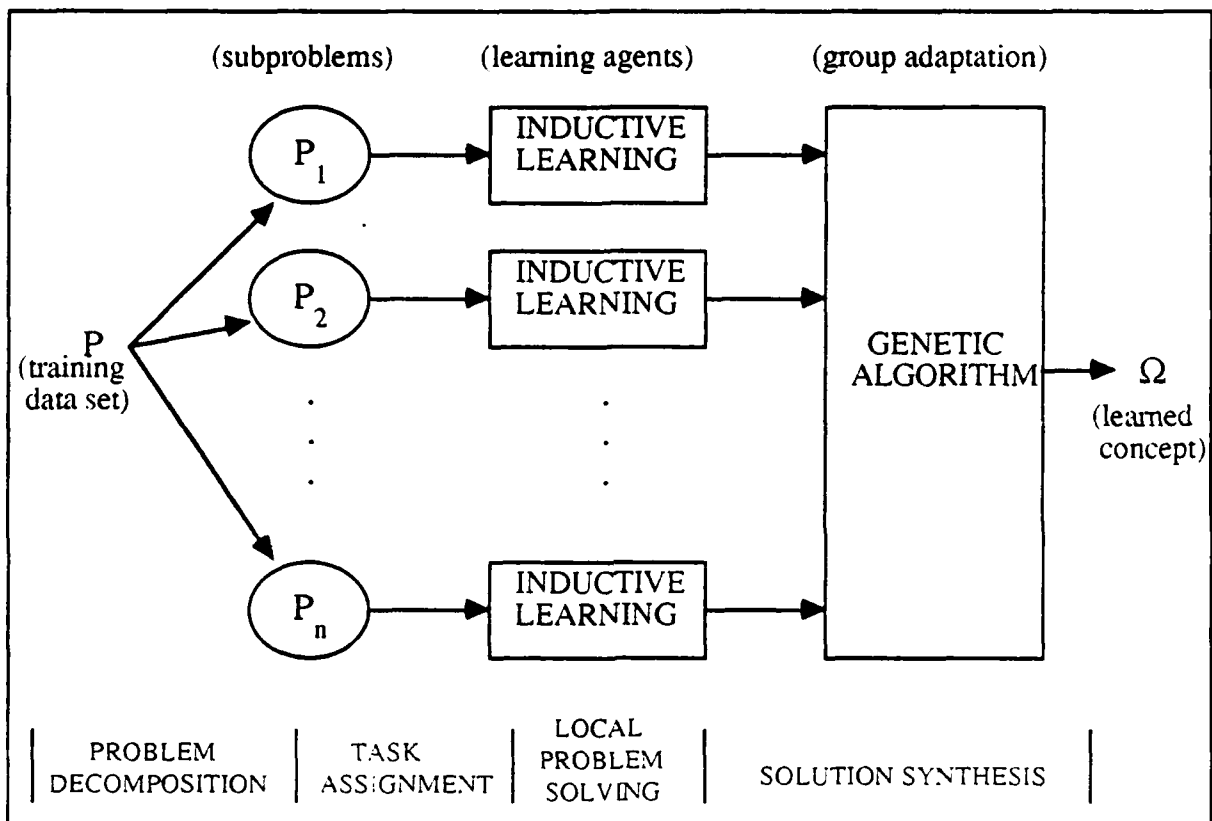 (subproblems) (learning agents) (group adaptation)
P1
INDUCTIVE
LEARNING
P2
INDUCTIVE
LEARNING
P
(training
data set)
GENETIC
ALGORITHM
Ω
(learned
concept)
Pn
INDUCTIVE
LEARNING
PROBLEM
DECOMPOSITION
TASK
ASSIGNMENT
LOCAL
PROBLEM
SOLVING
SOLUTION SYNTHESIS